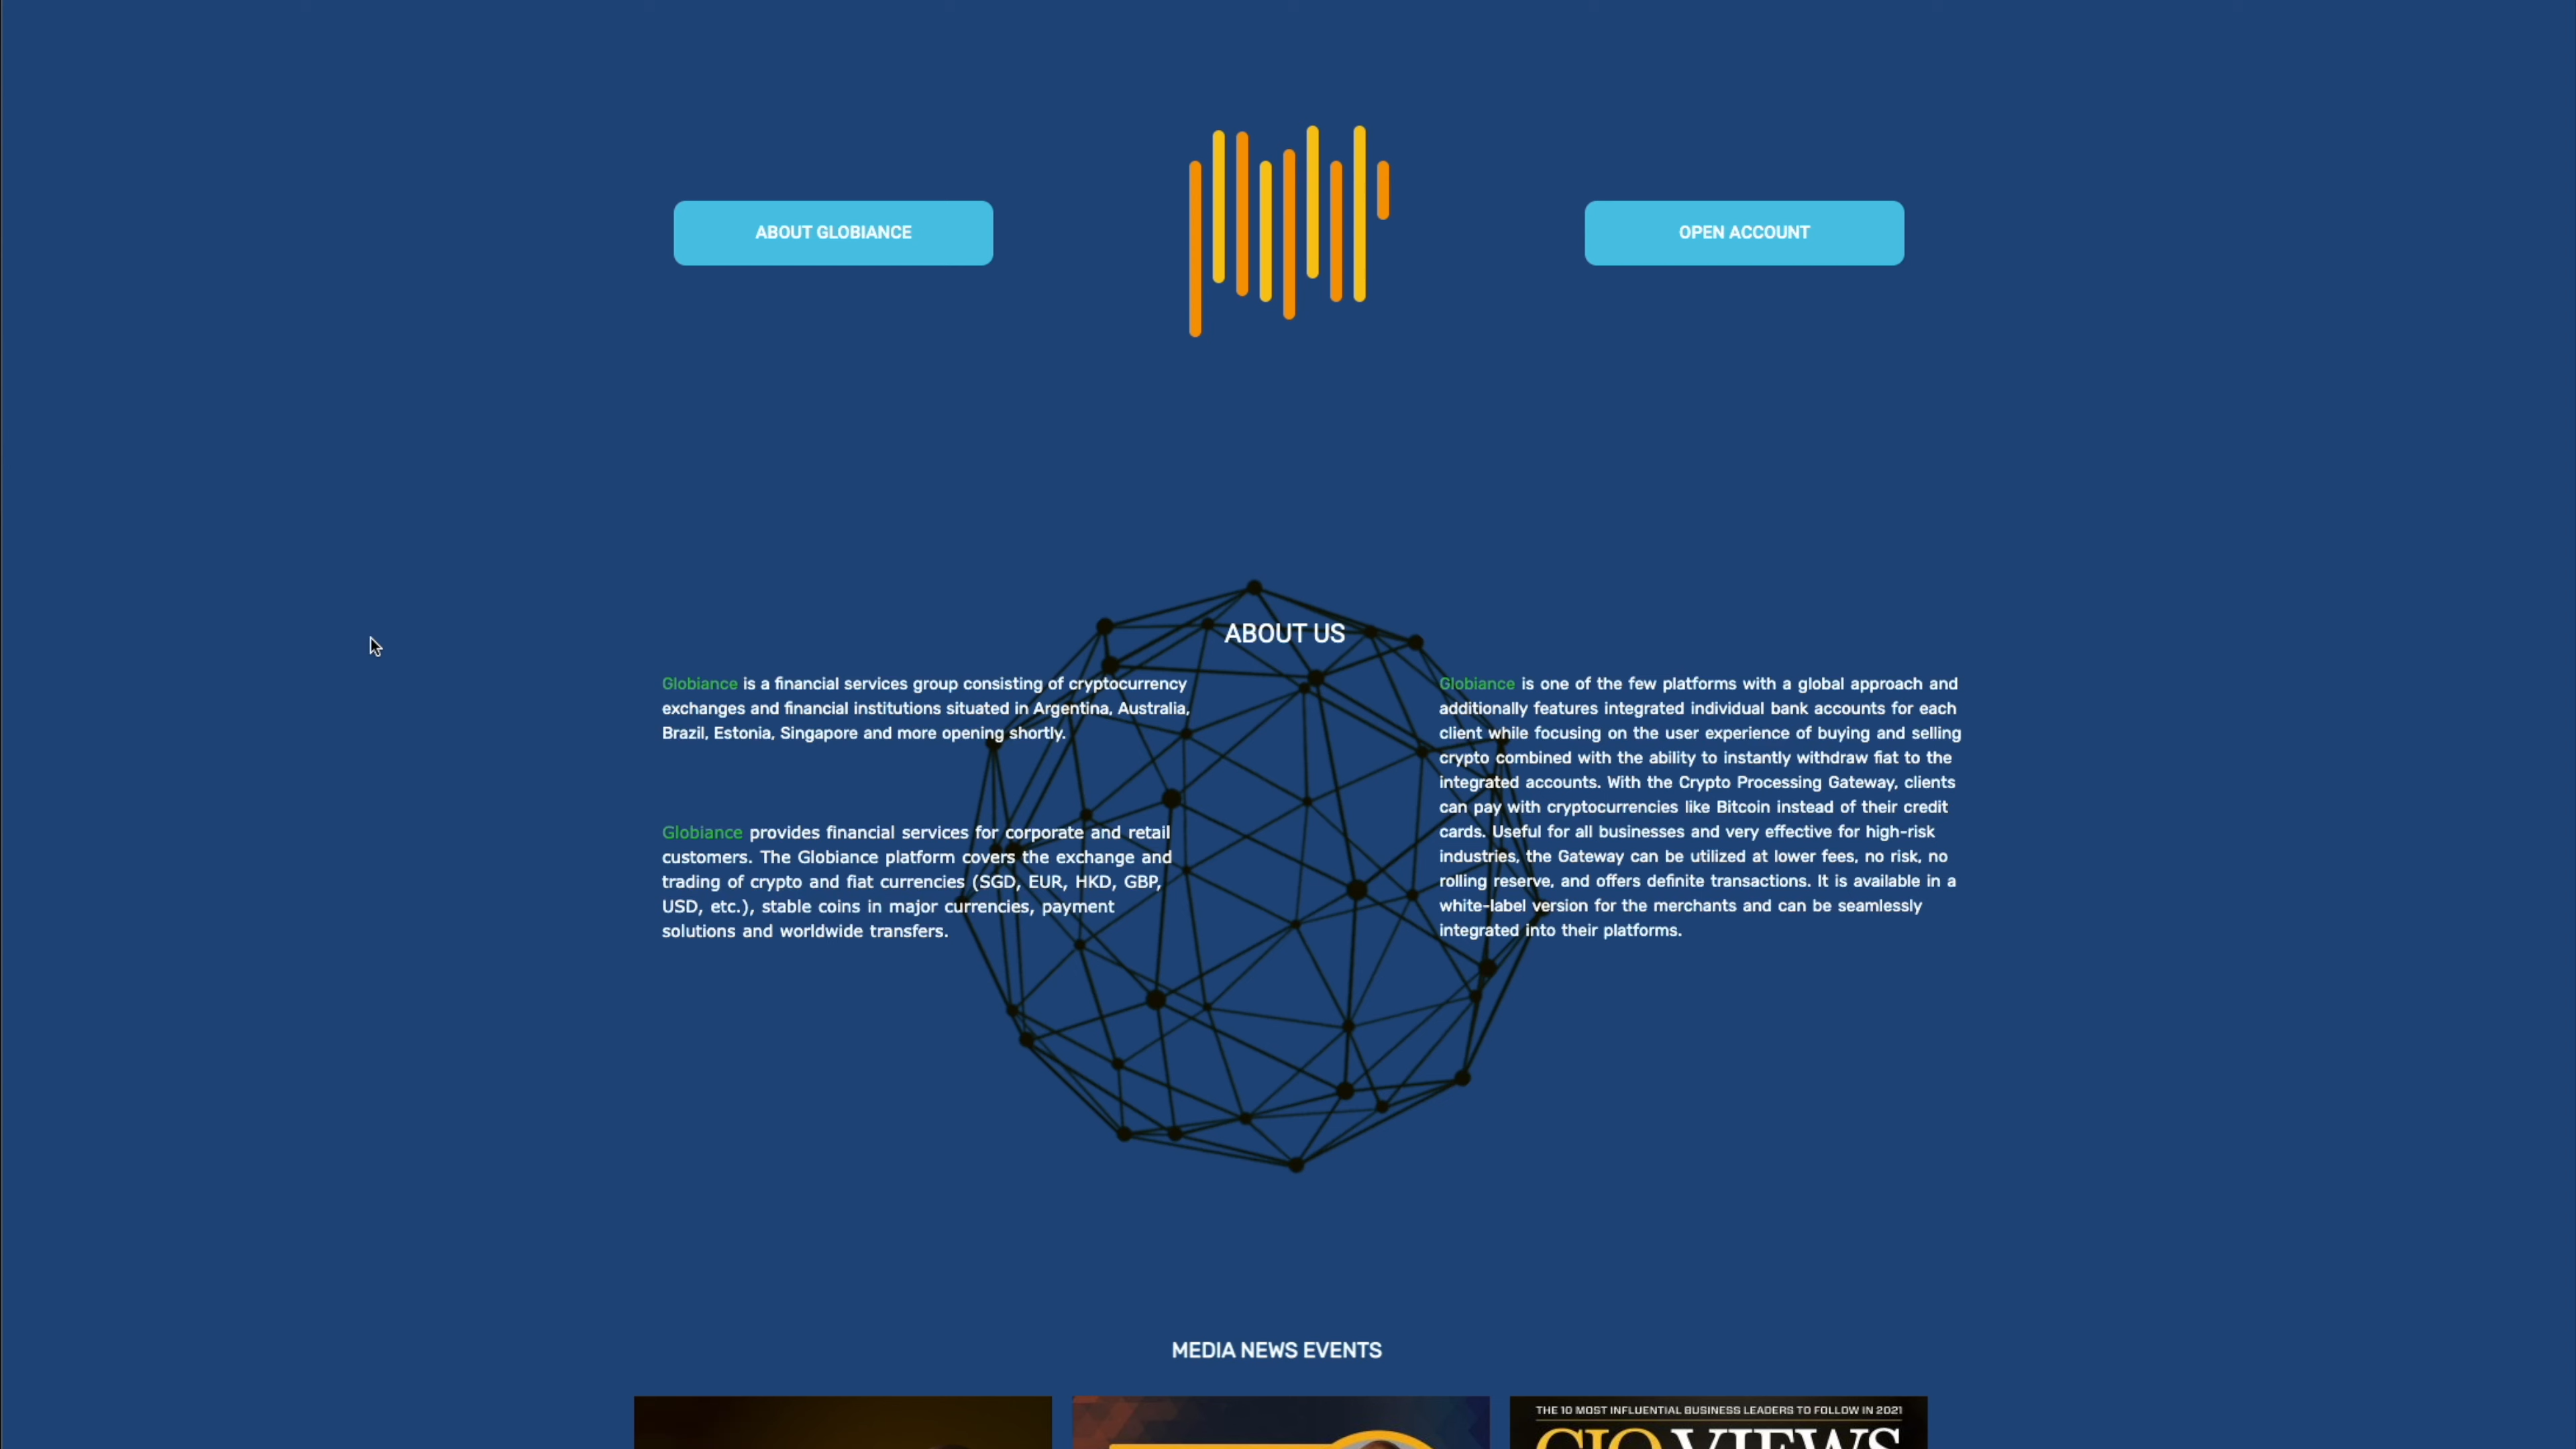 ABOUT GLOBIANCE
OPEN ACCOUNT
ABOUT US
Globiance is a financial services group consisting of cryptocurrency
exchanges and financial institutions situated in Argentina, Australia,
Brazil, Estonia, Singapore and more opening shortly.
Globiance provides financial services for corporate and retail
customers. The Globiance platform covers the exchange and
trading of crypto and fiat currencies (SGD, EUR, HKD, GBP,
USD, etc.), stable coins in major currencies, payment
solutions and worldwide transfers.
Globiance is one of the few platforms with a global approach and
additionally features integrated individual bank accounts for each
client while focusing on the user experience of buying and selling
crypto combined with the ability to instantly withdraw fiat to the
integrated accounts. With the Crypto Processing Gateway, clients
can pay with cryptocurrencies like Bitcoin instead of their credit
cards. Useful for all businesses and very effective for high-risk
industries, the Gateway can be utilized at lower fees, no risk, no
rolling reserve, and offers definite transactions. It is available in a
white-label version for the merchants and can be seamlessly
integrated into their platforms.
MEDIA NEWS EVENTS
THE 10 MOST INFLUENTIAL BUSINESS LEADERS TO FOLLOW IN 2021
CIO VIEWS